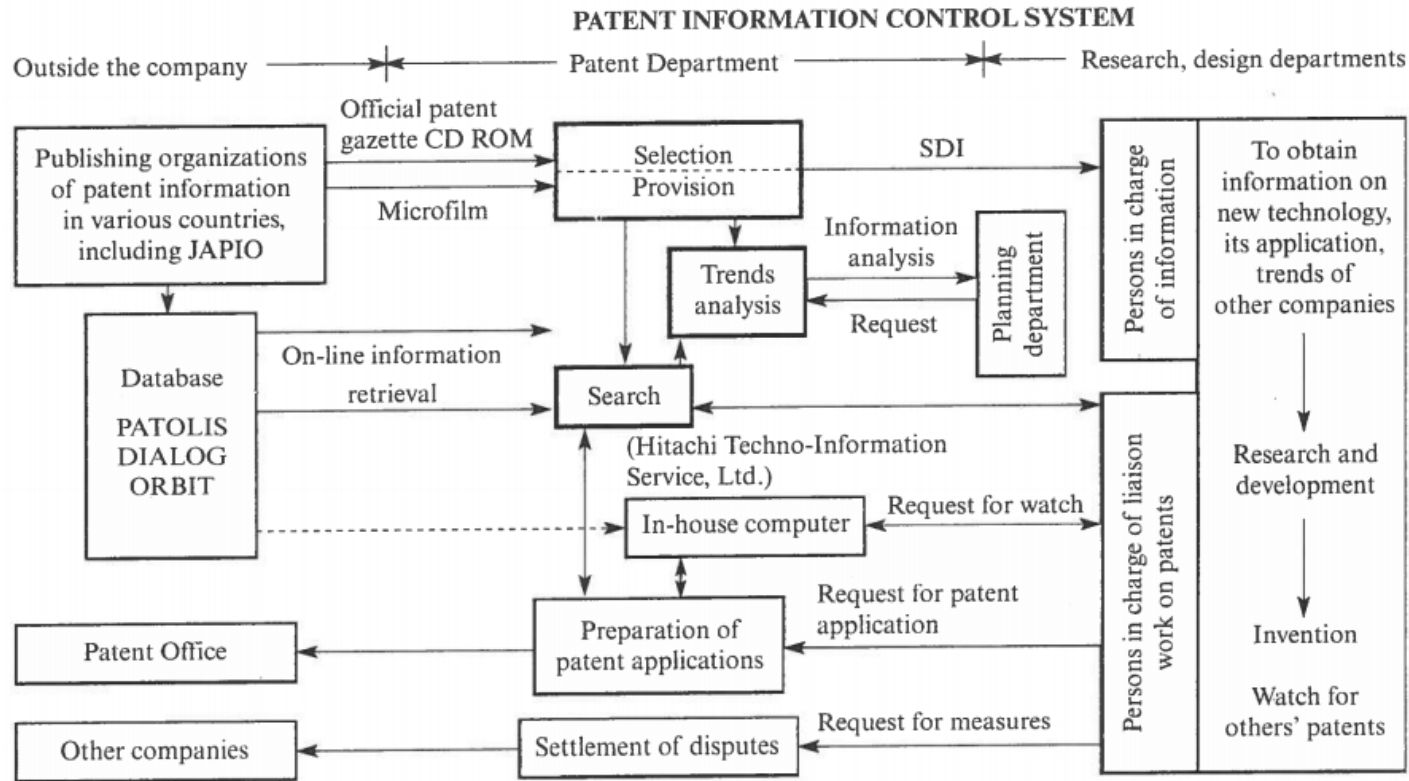 PATENT INFORMATION CONTROL SYSTEM
Outside the company
Patent Department
Research, design departments
Official patent
gazette CD ROM
Microfilm
Publishing organizations
of patent information
in various countries,
including JAPIO
Selection
Provision
SDI
Persons in charge
of information
To obtain
information on
new technology,
its application,
trends of
other companies
Trends
analysis
Information
analysis
Request
Planning
department
Database
PATOLIS
DIALOG
ORBIT
On-line information
retrieval
Search
(Hitachi Techno-Information
Service, Ltd.)
In-house computer
Request for watch
Persons in charge of liaison
work on patents
Research and
development
Patent Office
Preparation of
patent applications
Request for patent
application
Invention
Other companies
Settlement of disputes
Request for measures
Watch for
others' patents